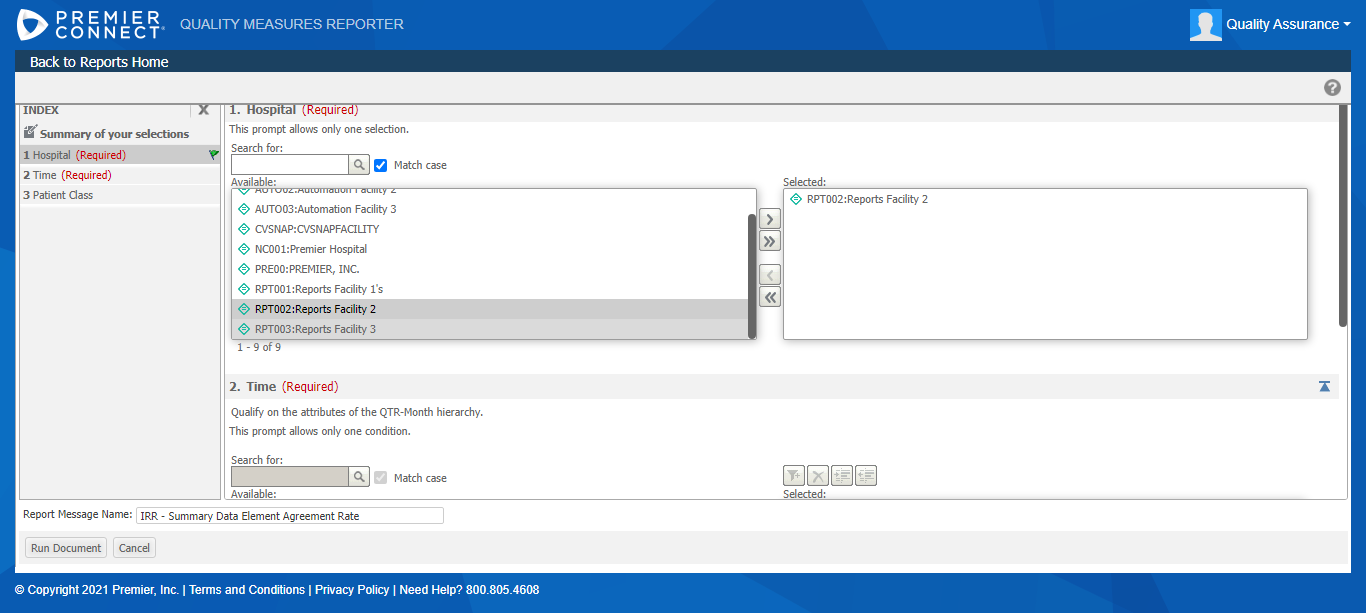 PREMIER CONNECT QUALITY MEASURES REPORTER
Quality Assurance
Back to Reports Home
INDEX
Summary of your selections
1 Hospital (Required)
2 Time (Required)
3 Patient Class
1. Hospital (Required)
This prompt allows only one selection.
Search for:
Match case
Available:
AUTO02:Automation Facility 2
AUTO03:Automation Facility 3
CVSNAP:CVSNAPFACILITY
NC001:Premier Hospital
PRE00:PREMIER, INC.
RPT001:Reports Facility 1's
RPT002:Reports Facility 2
RPT003:Reports Facility 3
1 - 9 of 9
Selected:
RPT002:Reports Facility 2
2. Time (Required)
Qualify on the attributes of the QTR-Month hierarchy.
This prompt allows only one condition.
Search for:
Match case
Available:
Selected:
Report Message Name: IRR - Summary Data Element Agreement Rate
Run Document Cancel
© Copyright 2021 Premier, Inc. | Terms and Conditions | Privacy Policy | Need Help? 800.805.4608